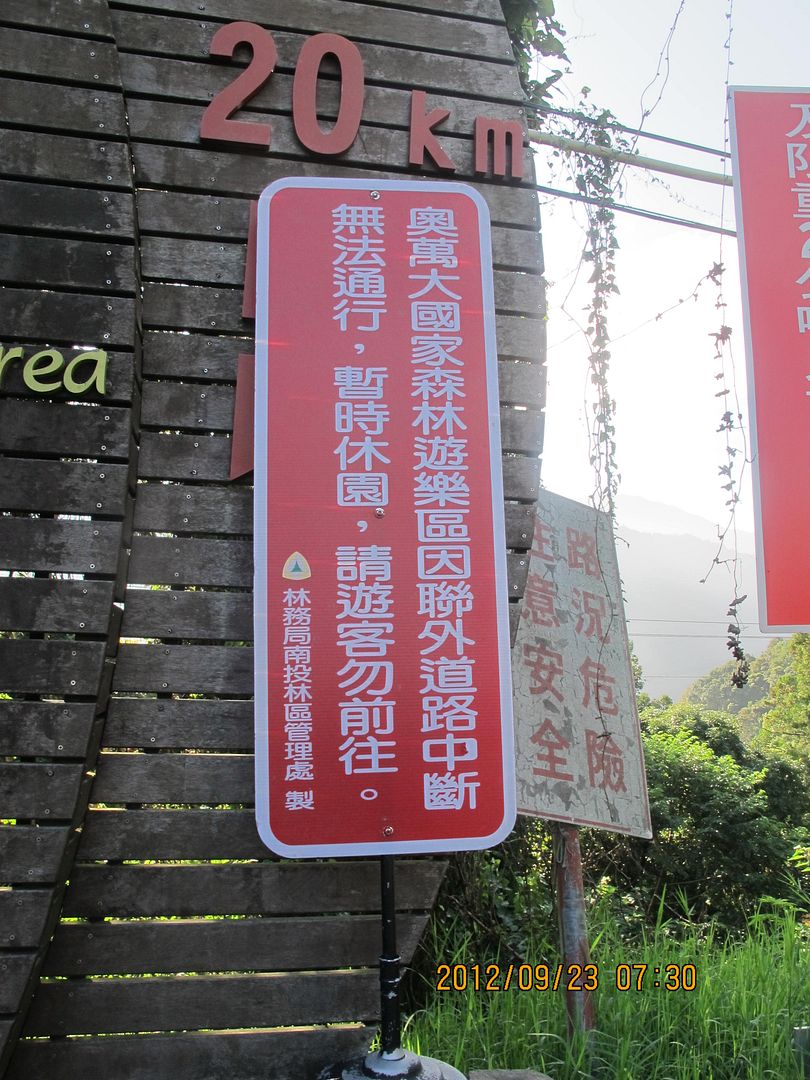 20 km
rea
奧萬大國家森林遊樂區因聯外道路中斷
無法通行，暫時休園，請遊客勿前往。
林務局南投林區管理處 製
路況危險
注意安全
2012/09/23 07:30